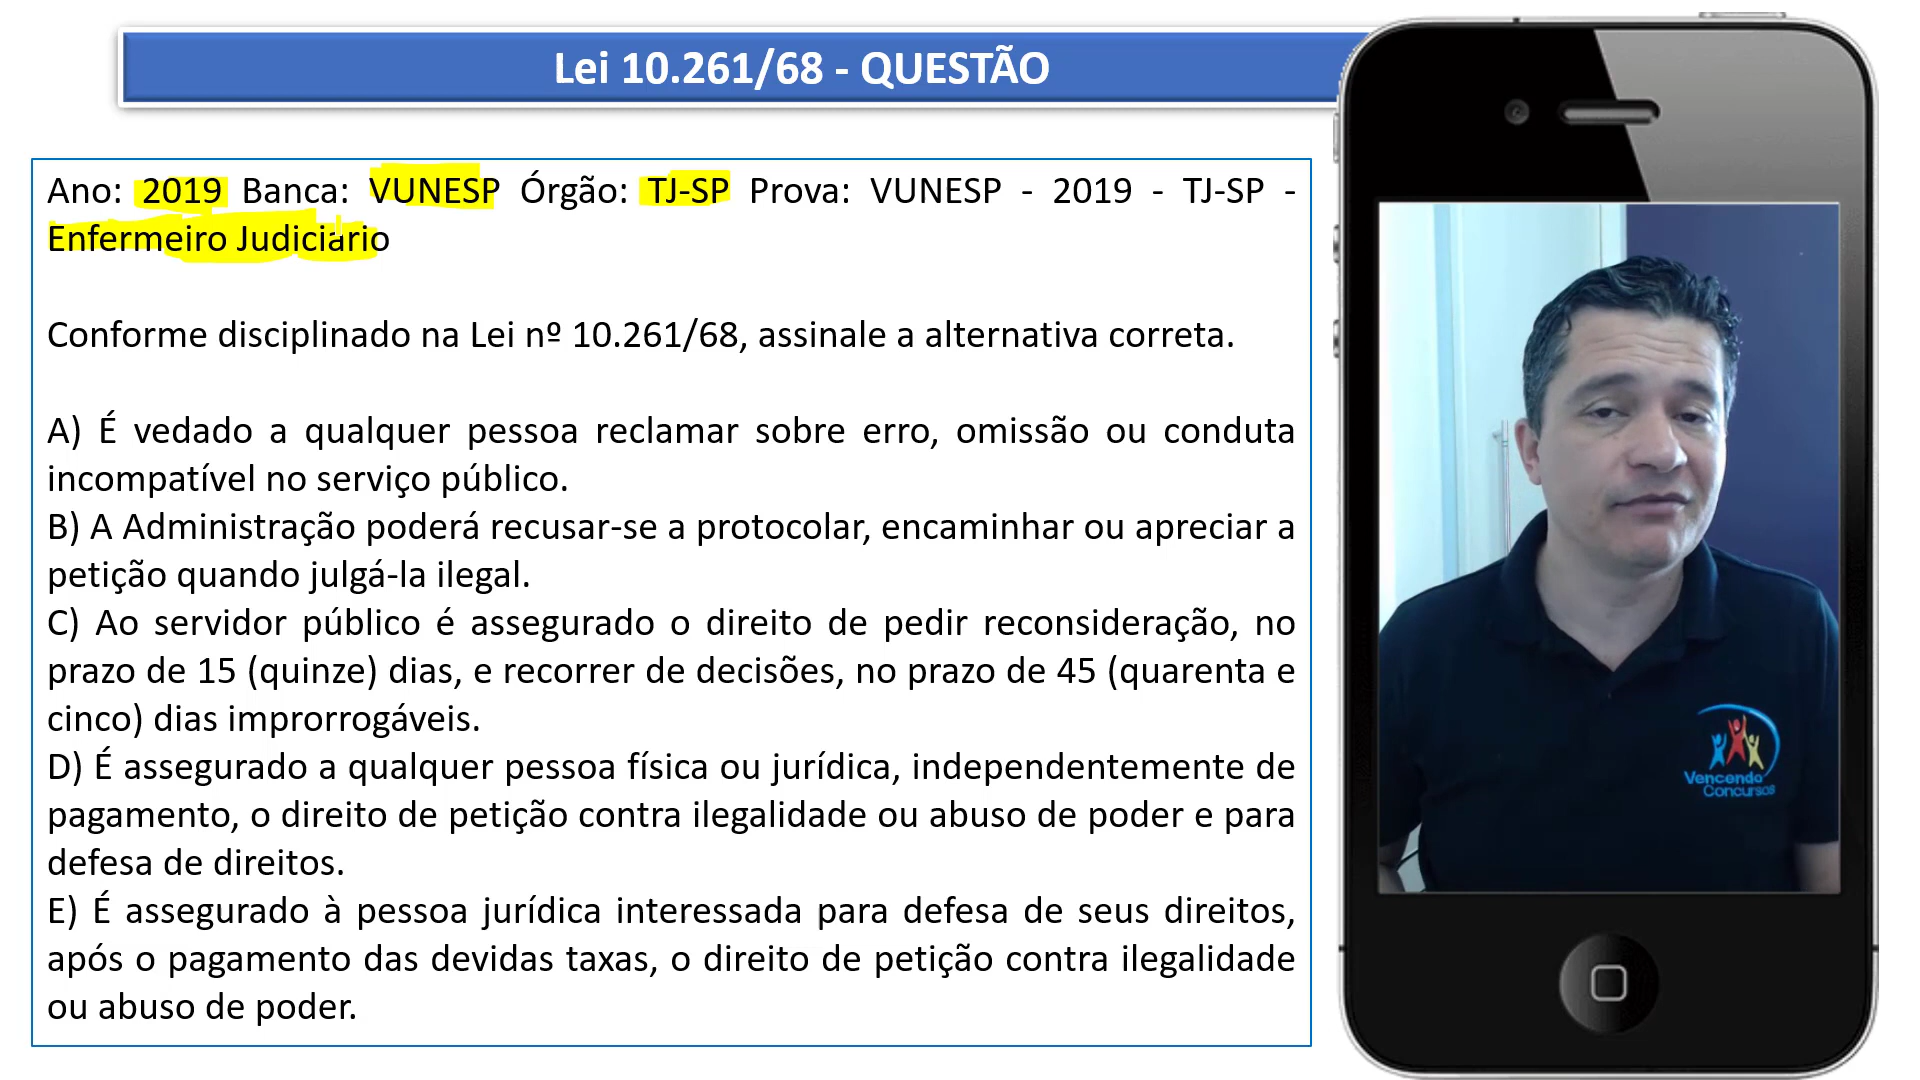 Lei 10.261/68 - QUESTÃO
Ano: 2019 Banca: VUNESP Órgão: TJ-SP Prova: VUNESP - 2019 - TJ-SP -
Enfermeiro Judiciário
Conforme disciplinado na Lei nº 10.261/68, assinale a alternativa correta.
A) É vedado a qualquer pessoa reclamar sobre erro, omissão ou conduta
incompatível no serviço público.
B) A Administração poderá recusar-se a protocolar, encaminhar ou apreciar a
petição quando julgá-la ilegal.
C) Ao servidor público é assegurado o direito de pedir reconsideração, no
prazo de 15 (quinze) dias, e recorrer de decisões, no prazo de 45 (quarenta e
cinco) dias improrrogáveis.
D) É assegurado a qualquer pessoa física ou jurídica, independentemente de
pagamento, o direito de petição contra ilegalidade ou abuso de poder e para
defesa de direitos.
E) É assegurado à pessoa jurídica interessada para defesa de seus direitos,
após o pagamento das devidas taxas, o direito de petição contra ilegalidade
ou abuso de poder.
Vencendo
Concursos